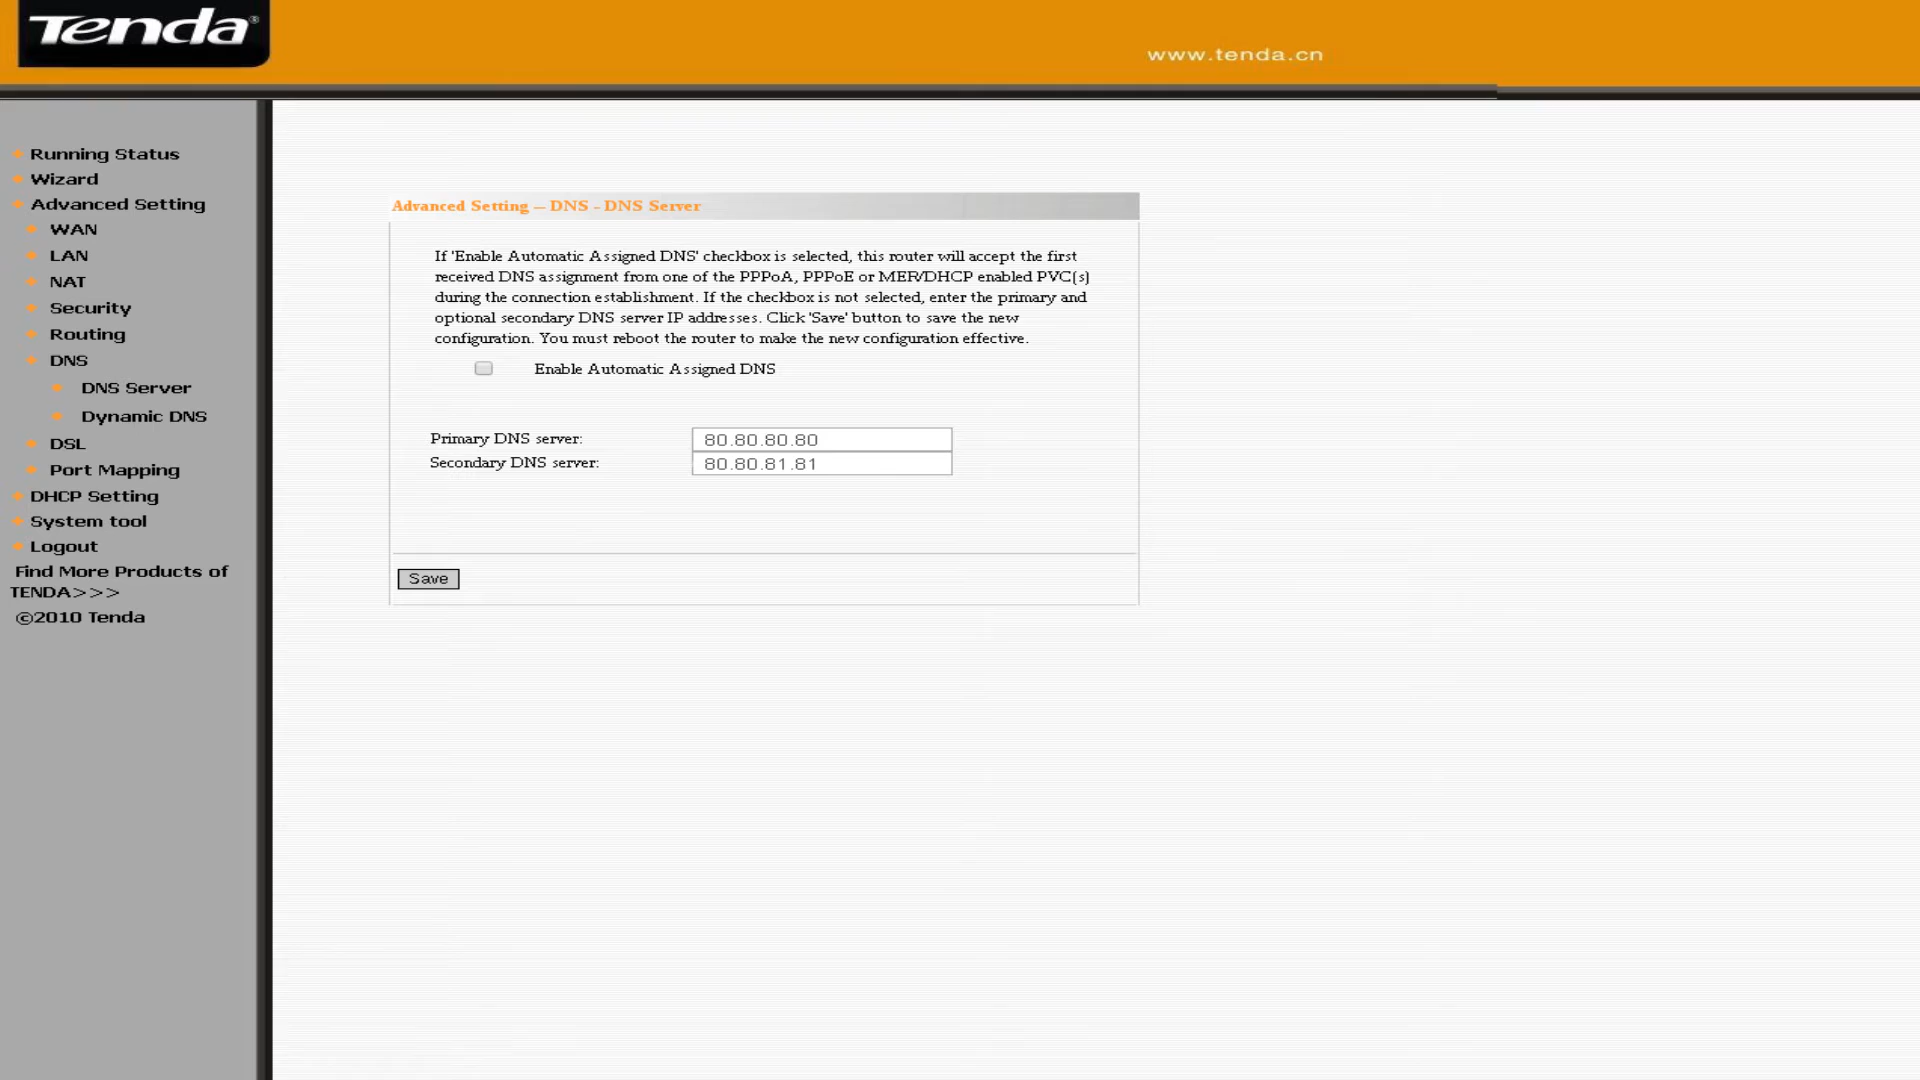 Tenda®
www.tenda.cn
Running Status
Wizard
Advanced Setting
WAN
LAN
NAT
Security
Routing
DNS
DNS Server
Dynamic DNS
DSL
Port Mapping
DHCP Setting
System tool
Logout
Find More Products of
TENDA>>>
©2010 Tenda
Advanced Setting -- DNS - DNS Server
If 'Enable Automatic Assigned DNS' checkbox is selected, this router will accept the first
received DNS assignment from one of the PPPoA, PPPoE or MER/DHCP enabled PVC(s)
during the connection establishment. If the checkbox is not selected, enter the primary and
optional secondary DNS server IP addresses. Click 'Save' button to save the new
configuration. You must reboot the router to make the new configuration effective.
Enable Automatic Assigned DNS
Primary DNS server: 80.80.80.80
Secondary DNS server: 80.80.81.81
Save